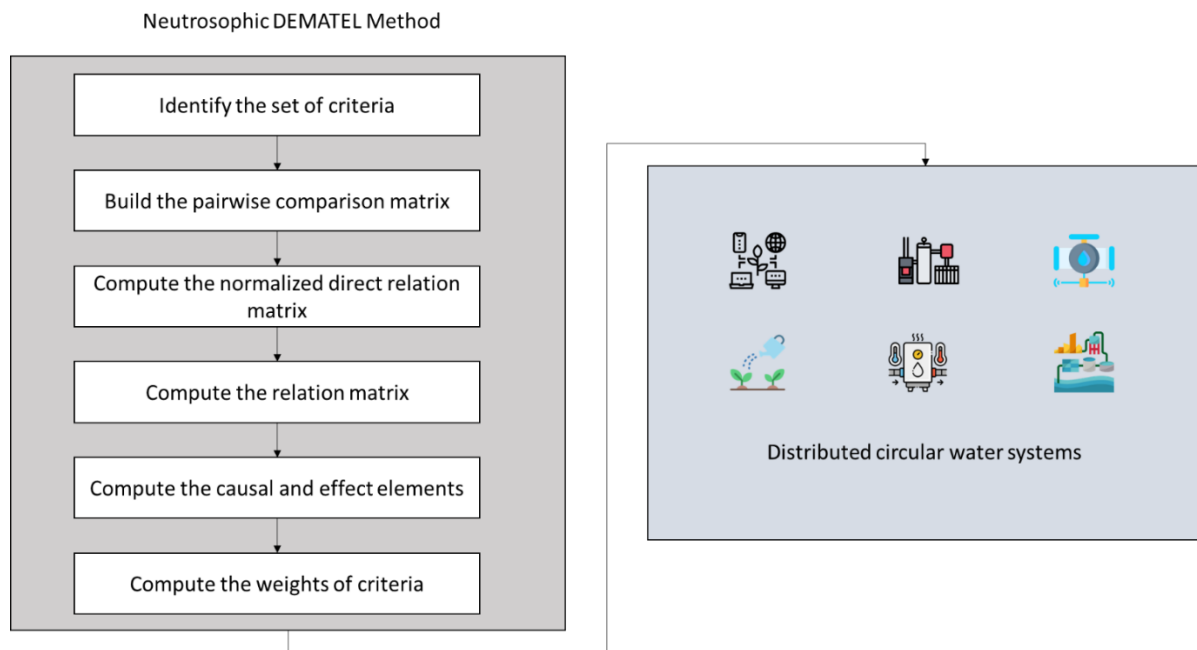 Neutrosophic DEMATEL Method
Identify the set of criteria
Build the pairwise comparison matrix
Compute the normalized direct relation
matrix
Compute the relation matrix
Compute the causal and effect elements
Compute the weights of criteria
Distributed circular water systems